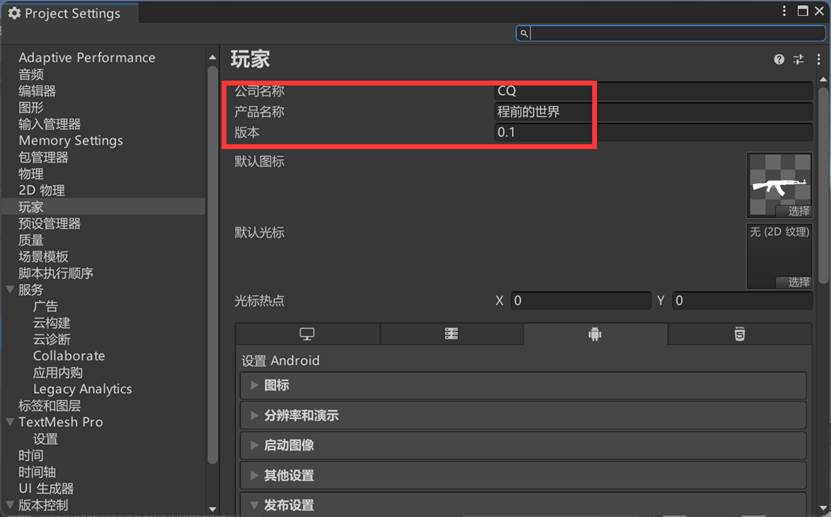 Project Settings
Adaptive Performance
音频
编辑器
图形
输入管理器
Memory Settings
包管理器
物理
2D 物理
玩家
预设管理器
质量
场景模板
脚本执行顺序
服务
广告
云构建
云诊断
Collaborate
应用内购
Legacy Analytics
标签和图层
TextMesh Pro
设置
时间
时间轴
UI 生成器
版本控制
玩家
公司名称 CQ
产品名称 程前的世界
版本 0.1
默认图标
选择
默认光标
无 (2D 纹理)
选择
光标热点 X 0 Y 0
设置 Android
图标
分辨率和演示
启动图像
其他设置
发布设置